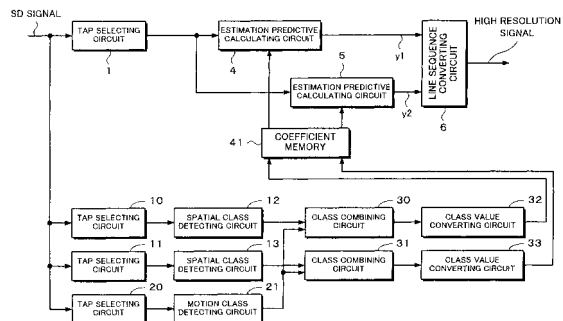 SD SIGNAL
TAP SELECTING
CIRCUIT
1
ESTIMATION PREDICTIVE
CALCULATING CIRCUIT
4
y1
5
ESTIMATION PREDICTIVE
CALCULATING CIRCUIT
y2
LINE SEQUENCE
CONVERTING
CIRCUIT
6
HIGH RESOLUTION
SIGNAL
41
COEFFICIENT
MEMORY
10
TAP SELECTING
CIRCUIT
12
SPATIAL CLASS
DETECTING CIRCUIT
30
CLASS COMBINING
CIRCUIT
32
CLASS VALUE
CONVERTING CIRCUIT
11
TAP SELECTING
CIRCUIT
13
SPATIAL CLASS
DETECTING CIRCUIT
31
CLASS COMBINING
CIRCUIT
33
CLASS VALUE
CONVERTING CIRCUIT
20
TAP SELECTING
CIRCUIT
21
MOTION CLASS
DETECTING CIRCUIT